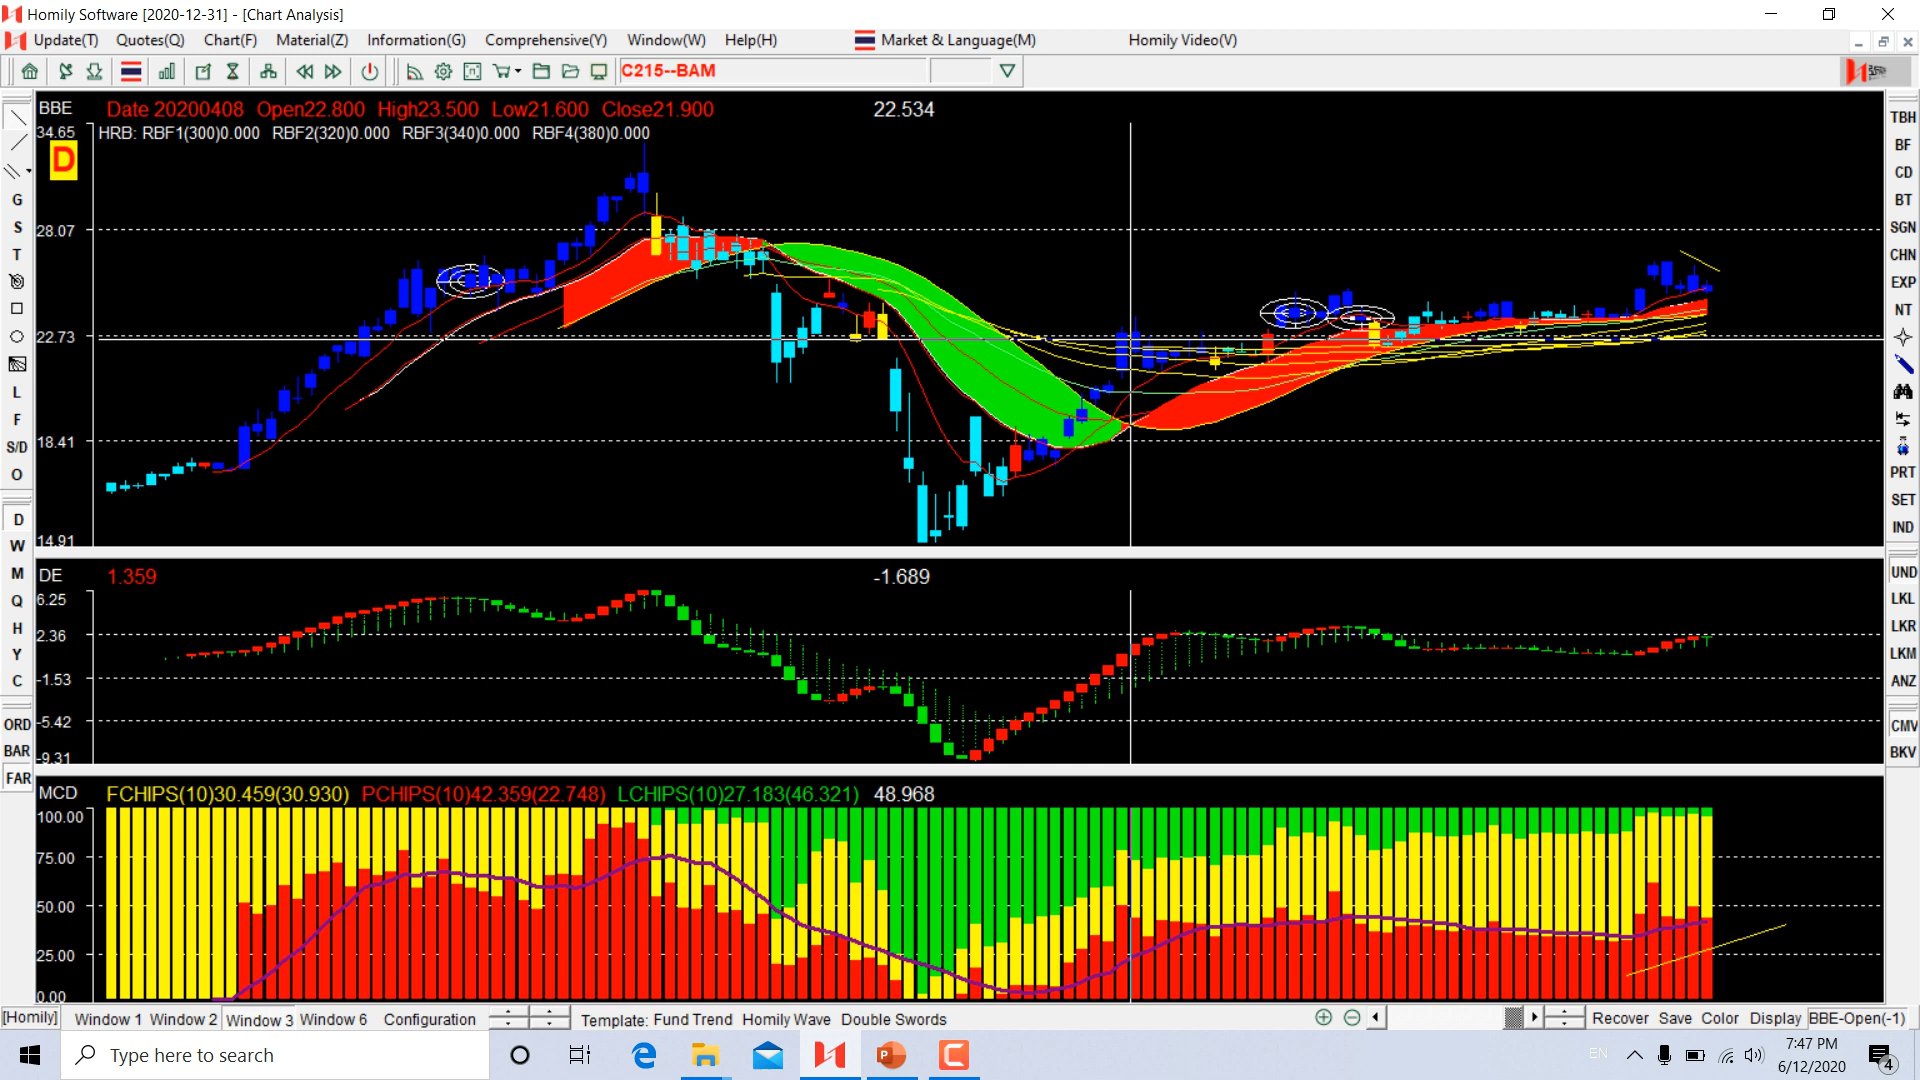 Homily Software [2020-12-31] - [Chart Analysis]
Update(T) Quotes(Q) Chart(F) Material(Z) Information(G) Comprehensive(Y) Window(W) Help(H) Market & Language(M) Homily Video(V)
C215--BAM
BBE Date 20200408 Open22.800 High23.500 Low21.600 Close21.900 22.534
34.65 HRB: RBF1(300)0.000 RBF2(320)0.000 RBF3(340)0.000 RBF4(380)0.000
D
28.07
22.73
18.41
14.91
DE 1.359 -1.689
6.25
2.36
-1.53
-5.42
-9.31
MCD FCHIPS(10)30.459(30.930) PCHIPS(10)42.359(22.748) LCHIPS(10)27.183(46.321) 48.968
100.00
75.00
50.00
25.00
0.00
G
S
T
L
F
S/D
O
D
W
M
Q
H
Y
C
ORD
BAR
FAR
TBH
BF
CD
BT
SGN
CHN
EXP
NT
PRT
SET
IND
UND
LKL
LKR
LKM
ANZ
CMV
BKV
[Homily] Window 1 Window 2 Window 3 Window 6 Configuration Template: Fund Trend Homily Wave Double Swords Recover Save Color Display BBE-Open(-1)
Type here to search
EN
7:47 PM
6/12/2020
4